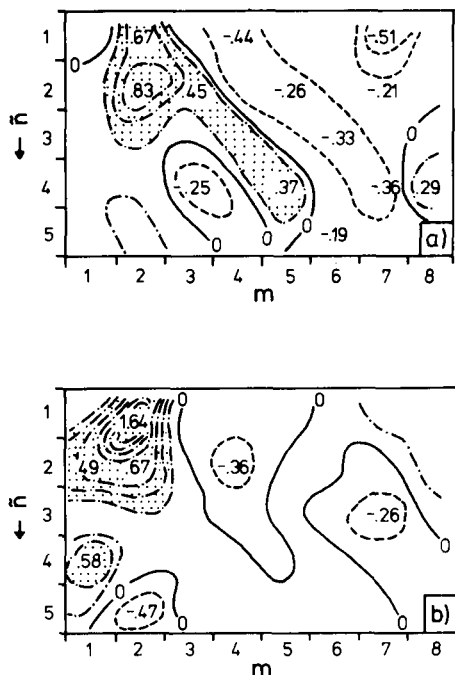 1 .67 -.44 -.51
0
2 .83 .45 -.26 -.21
← ñ
3 -.33 0
4 -.25 .37 -.36 .29
5 0 0 0 -.19 a)
1 2 3 4 5 6 7 8
m
0 0
1 1.64
2 .49 .67 -.36
← ñ
3 -.26
4 .58 0
5 0 -.47 0 0 b)
1 2 3 4 5 6 7 8
m